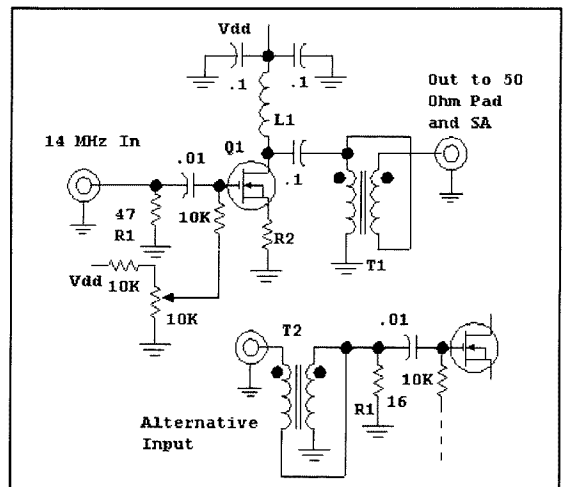 Vdd
.1
.1
L1
Out to 50
Ohm Pad
and SA
14 MHz In
Q1
.01
.1
47
R1
10K
R2
T1
Vdd
10K
10K
T2
.01
10K
R1
16
Alternative
Input